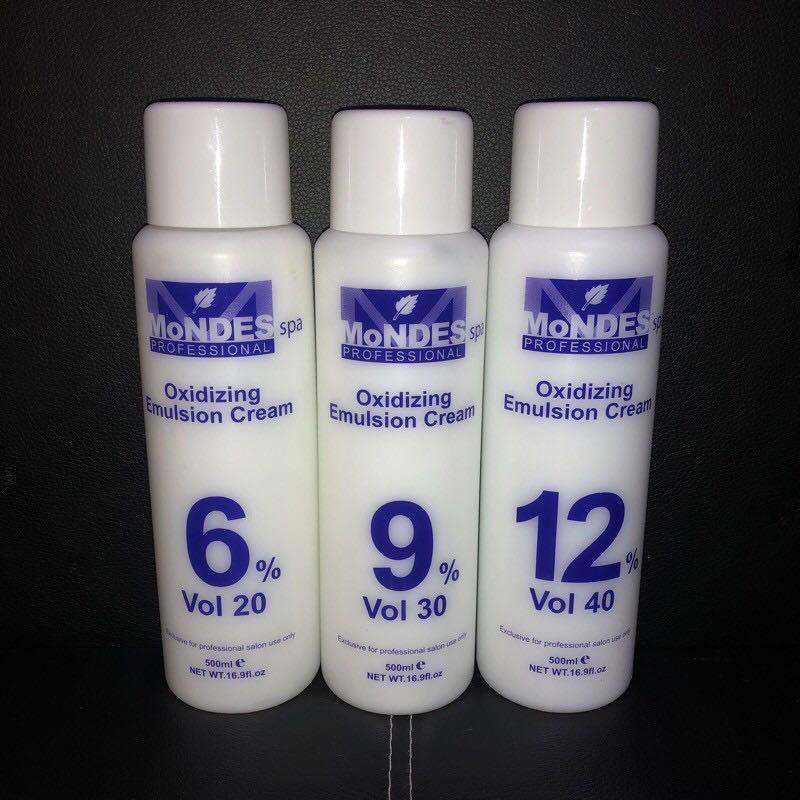 MoNDES spa
PROFESSIONAL
Oxidizing
Emulsion Cream
6%
Vol 20
Exclusive for professional salon use only
500ml e
NET WT.16.9fl.oz
MoNDES spa
PROFESSIONAL
Oxidizing
Emulsion Cream
9%
Vol 30
Exclusive for professional salon use only
500ml e
NET WT.16.9fl.oz
MoNDES spa
PROFESSIONAL
Oxidizing
Emulsion Cream
12%
Vol 40
Exclusive for professional salon use only
500ml e
NET WT.16.9fl.oz